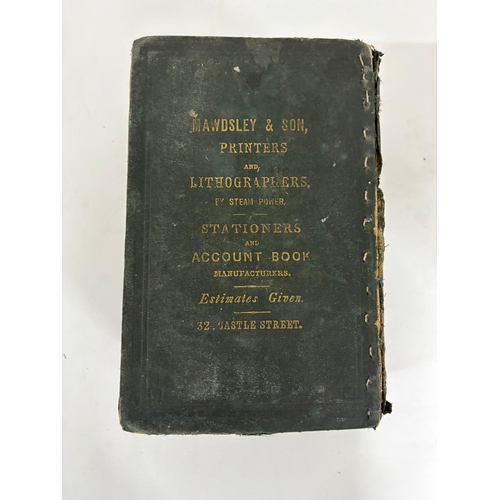 MAWDSLEY & SON,
PRINTERS
AND
LITHOGRAPHERS,
BY STEAM POWER.
STATIONERS
AND
ACCOUNT BOOK
MANUFACTURERS.
Estimates Given.
32, CASTLE STREET.